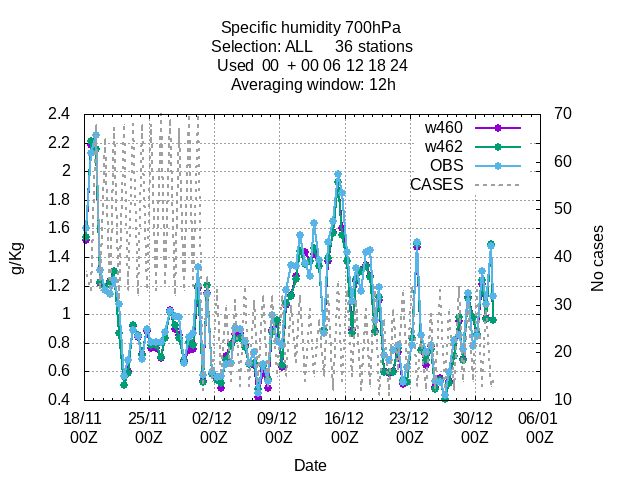 Specific humidity 700hPa
Selection: ALL 36 stations
Used 00 + 00 06 12 18 24
Averaging window: 12h
2.4
2.2
2
1.8
1.6
1.4
1.2
1
0.8
0.6
0.4
g/Kg
70
60
50
40
30
20
10
No cases
w460
w462
OBS
CASES
18/11 25/11 02/12 09/12 16/12 23/12 30/12 06/01
00Z 00Z 00Z 00Z 00Z 00Z 00Z 00Z
Date